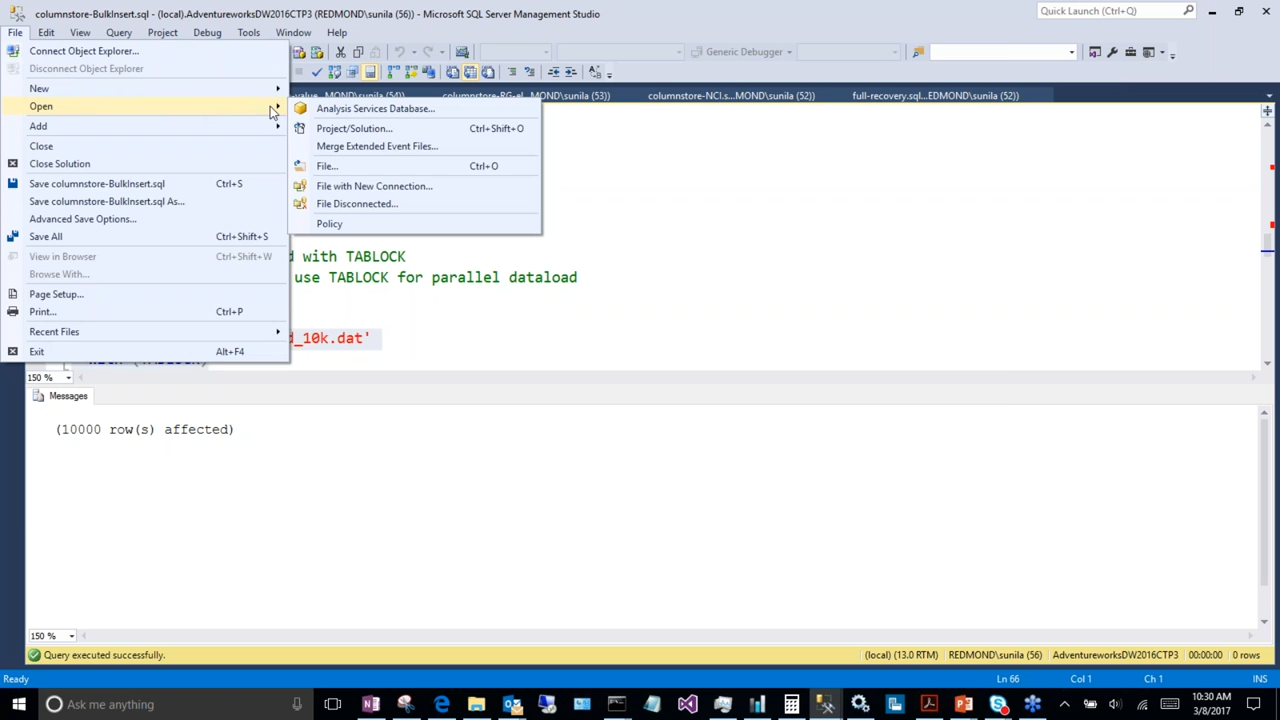 columnstore-BulkInsert.sql - (local).AdventureworksDW2016CTP3 (REDMOND\sunila (56)) - Microsoft SQL Server Management Studio
Quick Launch (Ctrl+Q)
File Edit View Query Project Debug Tools Window Help
Connect Object Explorer...
Disconnect Object Explorer
New
Open
Add
Close
Close Solution
Save columnstore-BulkInsert.sql Ctrl+S
Save columnstore-BulkInsert.sql As...
Advanced Save Options...
Save All Ctrl+Shift+S
View in Browser Ctrl+Shift+W
Browse With...
Page Setup...
Print... Ctrl+P
Recent Files
Exit Alt+F4
Generic Debugger
MOND\sunila (54)) MOND\sunila (53)) columnstore-NCI.s...MOND\sunila (52)) full-recovery.sql...EDMOND\sunila (52))
Analysis Services Database...
Project/Solution... Ctrl+Shift+O
Merge Extended Event Files...
File... Ctrl+O
File with New Connection...
File Disconnected...
Policy
d with TABLOCK
use TABLOCK for parallel dataload
d_10k.dat'
150 %
Messages
(10000 row(s) affected)
150 %
Query executed successfully. (local) (13.0 RTM) REDMOND\sunila (56) AdventureworksDW2016CTP3 00:00:00 0 rows
Ready Ln 66 Col 1 Ch 1 INS
Ask me anything
10:30 AM
3/8/2017